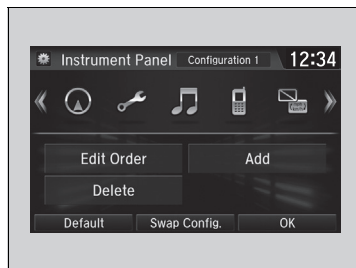 Instrument Panel Configuration 1 12:34
Edit Order Add
Delete
Default Swap Config. OK